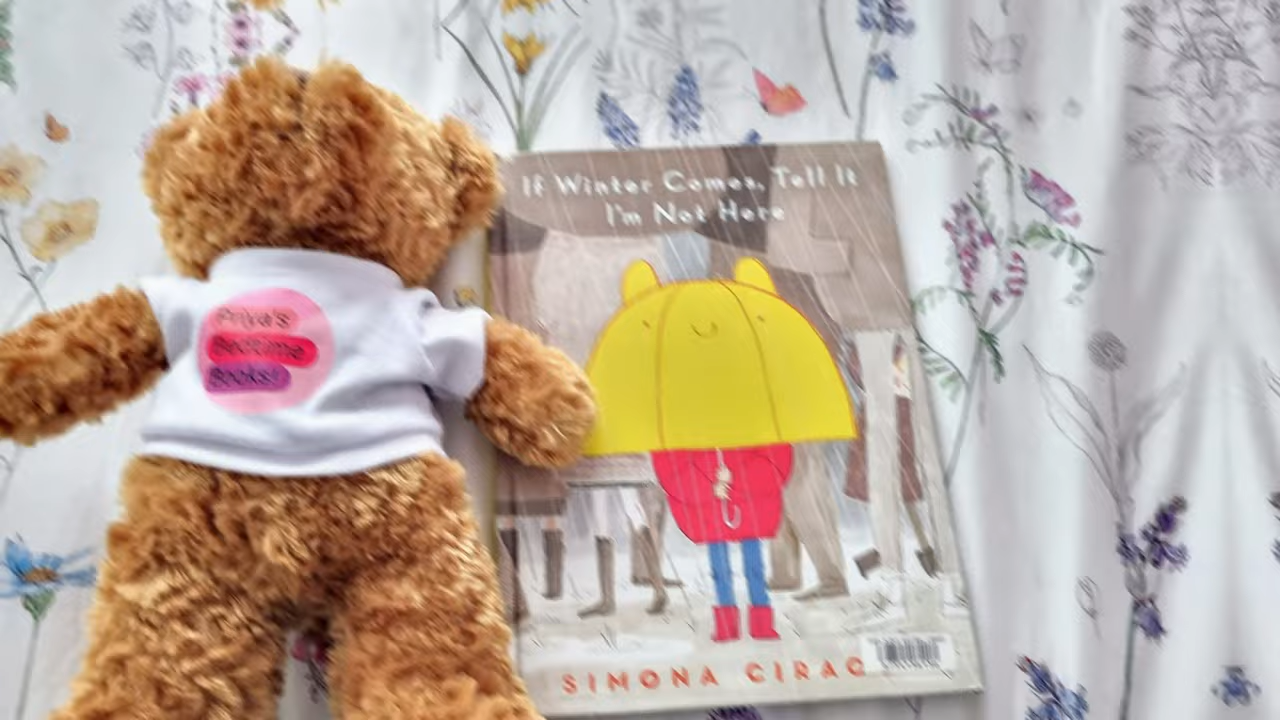 Priya's
Bedtime
Books!
If Winter Comes, Tell It
I'm Not Here
SIMONA CIRAO